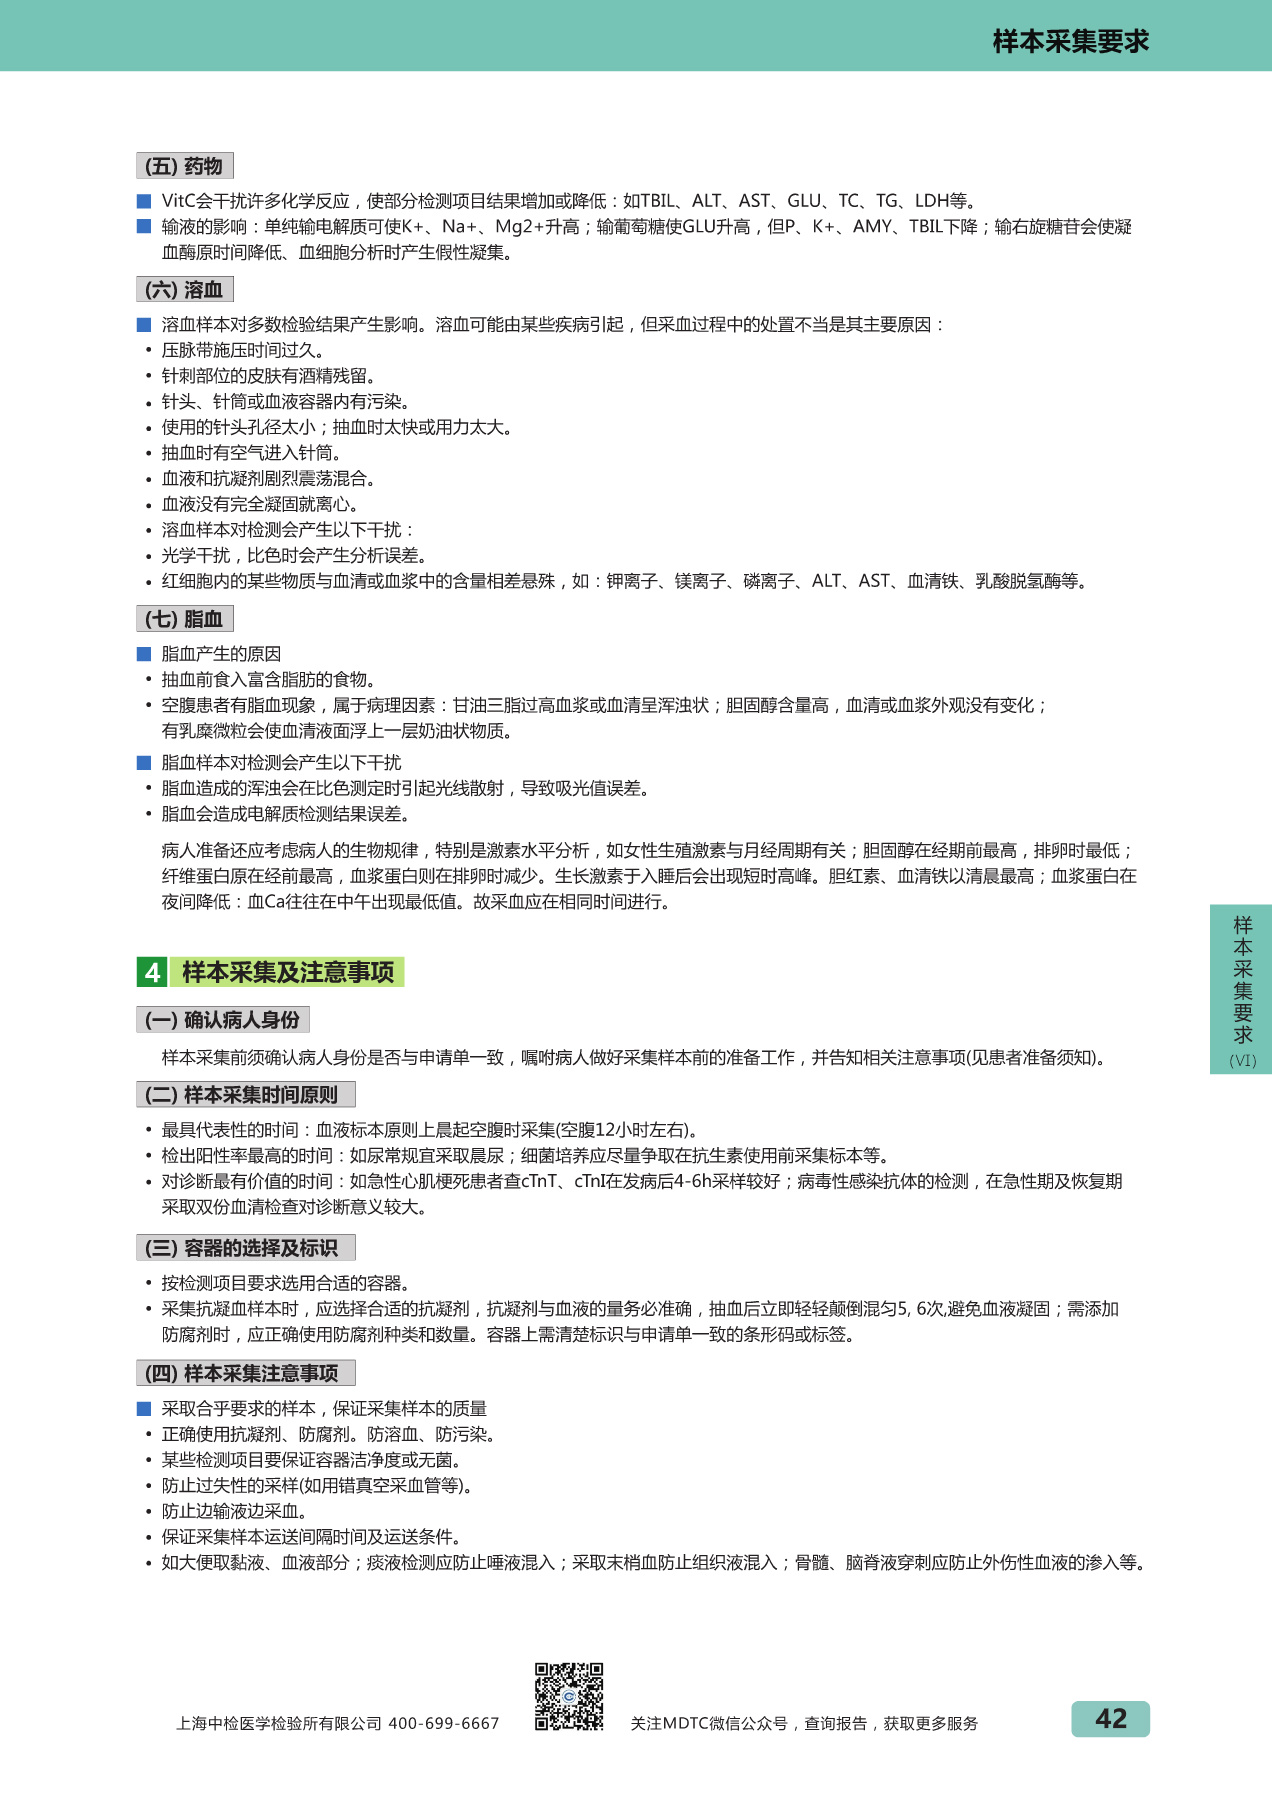 样本采集要求
(五) 药物
■ VitC会干扰许多化学反应，使部分检测项目结果增加或降低：如TBIL、ALT、AST、GLU、TC、TG、LDH等。
■ 输液的影响：单纯输电解质可使K+、Na+、Mg2+升高；输葡萄糖使GLU升高，但P、K+、AMY、TBIL下降；输右旋糖苷会使凝
血酶原时间降低、血细胞分析时产生假性凝集。
(六) 溶血
■ 溶血样本对多数检验结果产生影响。溶血可能由某些疾病引起，但采血过程中的处置不当是其主要原因：
• 压脉带施压时间过久。
• 针刺部位的皮肤有酒精残留。
• 针头、针筒或血液容器内有污染。
• 使用的针头孔径太小；抽血时太快或用力太大。
• 抽血时有空气进入针筒。
• 血液和抗凝剂剧烈震荡混合。
• 血液没有完全凝固就离心。
• 溶血样本对检测会产生以下干扰：
• 光学干扰，比色时会产生分析误差。
• 红细胞内的某些物质与血清或血浆中的含量相差悬殊，如：钾离子、镁离子、磷离子、ALT、AST、血清铁、乳酸脱氢酶等。
(七) 脂血
■ 脂血产生的原因
• 抽血前食入富含脂肪的食物。
• 空腹患者有脂血现象，属于病理因素：甘油三脂过高血浆或血清呈浑浊状；胆固醇含量高，血清或血浆外观没有变化；
有乳糜微粒会使血清液面浮上一层奶油状物质。
■ 脂血样本对检测会产生以下干扰
• 脂血造成的浑浊会在比色测定时引起光线散射，导致吸光值误差。
• 脂血会造成电解质检测结果误差。
病人准备还应考虑病人的生物规律，特别是激素水平分析，如女性生殖激素与月经周期有关；胆固醇在经期前最高，排卵时最低；
纤维蛋白原在经前最高，血浆蛋白则在排卵时减少。生长激素于入睡后会出现短时高峰。胆红素、血清铁以清晨最高；血浆蛋白在
夜间降低：血Ca往往在中午出现最低值。故采血应在相同时间进行。
4 样本采集及注意事项
(一) 确认病人身份
样本采集前须确认病人身份是否与申请单一致，嘱咐病人做好采集样本前的准备工作，并告知相关注意事项(见患者准备须知)。
(二) 样本采集时间原则
• 最具代表性的时间：血液标本原则上晨起空腹时采集(空腹12小时左右)。
• 检出阳性率最高的时间：如尿常规宜采取晨尿；细菌培养应尽量争取在抗生素使用前采集标本等。
• 对诊断最有价值的时间：如急性心肌梗死患者查cTnT、cTnI在发病后4-6h采样较好；病毒性感染抗体的检测，在急性期及恢复期
采取双份血清检查对诊断意义较大。
(三) 容器的选择及标识
• 按检测项目要求选用合适的容器。
• 采集抗凝血样本时，应选择合适的抗凝剂，抗凝剂与血液的量务必准确，抽血后立即轻轻颠倒混匀5, 6次,避免血液凝固；需添加
防腐剂时，应正确使用防腐剂种类和数量。容器上需清楚标识与申请单一致的条形码或标签。
(四) 样本采集注意事项
■ 采取合乎要求的样本，保证采集样本的质量
• 正确使用抗凝剂、防腐剂。防溶血、防污染。
• 某些检测项目要保证容器洁净度或无菌。
• 防止过失性的采样(如用错真空采血管等)。
• 防止边输液边采血。
• 保证采集样本运送间隔时间及运送条件。
• 如大便取黏液、血液部分；痰液检测应防止唾液混入；采取末梢血防止组织液混入；骨髓、脑脊液穿刺应防止外伤性血液的渗入等。
样本采集要求
(VI)
上海中检医学检验所有限公司 400-699-6667
关注MDTC微信公众号，查询报告，获取更多服务
42